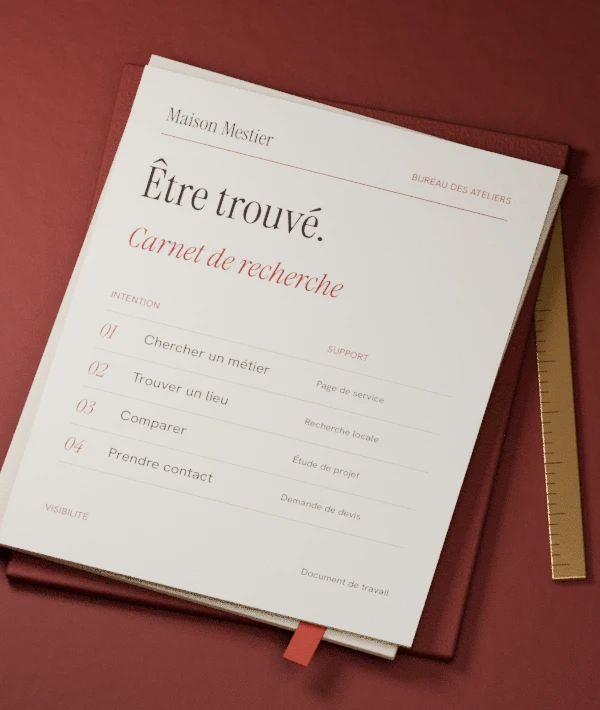 Maison Mestier
BUREAU DES ATELIERS
Être trouvé.
Carnet de recherche
INTENTION
SUPPORT
01 Chercher un métier Page de service
02 Trouver un lieu Recherche locale
03 Comparer Étude de projet
04 Prendre contact Demande de devis
VISIBILITÉ
Document de travail